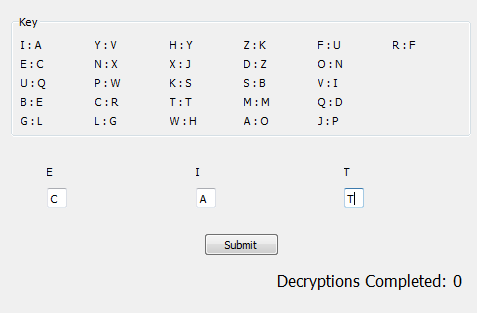 Key
I : A Y : V H : Y Z : K F : U R : F
E : C N : X X : J D : Z O : N
U : Q P : W K : S S : B V : I
B : E C : R T : T M : M Q : D
G : L L : G W : H A : O J : P
E I T
C A T
Submit
Decryptions Completed: 0